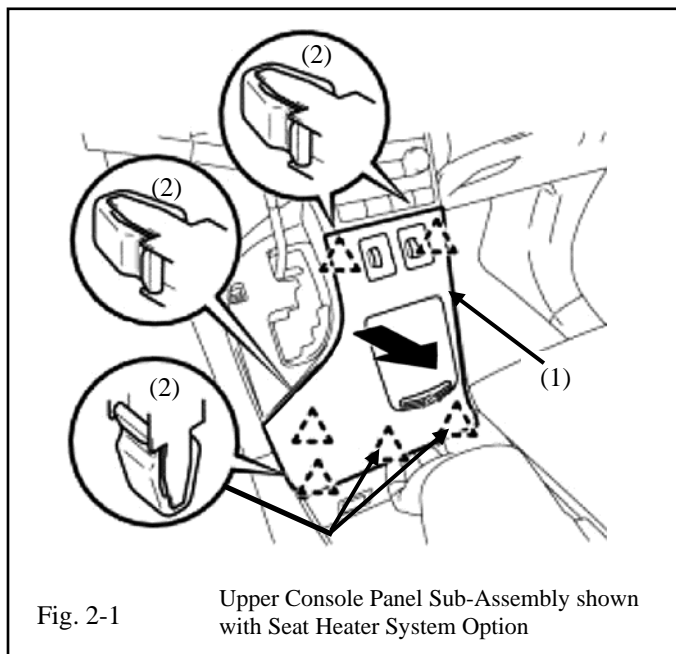 (2)
(2)
(2)
(1)
Fig. 2-1
Upper Console Panel Sub-Assembly shown
with Seat Heater System Option